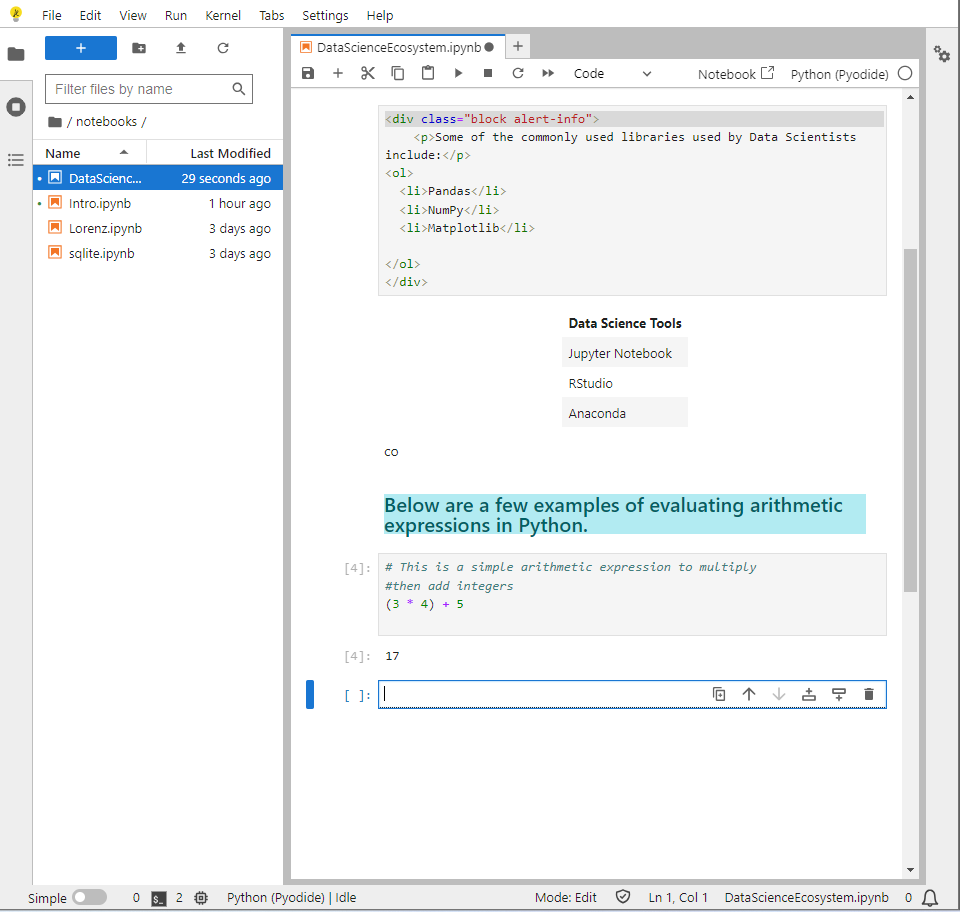 File Edit View Run Kernel Tabs Settings Help
+
Filter files by name
/ notebooks /
Name Last Modified
DataScienc... 29 seconds ago
Intro.ipynb 1 hour ago
Lorenz.ipynb 3 days ago
sqlite.ipynb 3 days ago
DataScienceEcosystem.ipynb
Code Notebook Python (Pyodide)
<div class="block alert-info">
    <p>Some of the commonly used libraries used by Data Scientists
include:</p>
<ol>
  <li>Pandas</li>
  <li>NumPy</li>
  <li>Matplotlib</li>
</ol>
</div>
Data Science Tools
Jupyter Notebook
RStudio
Anaconda
co
Below are a few examples of evaluating arithmetic
expressions in Python.
[4]: # This is a simple arithmetic expression to multiply
#then add integers
(3 * 4) + 5
[4]: 17
[ ]:
Simple 0 $_ 2 Python (Pyodide) | Idle Mode: Edit Ln 1, Col 1 DataScienceEcosystem.ipynb 0